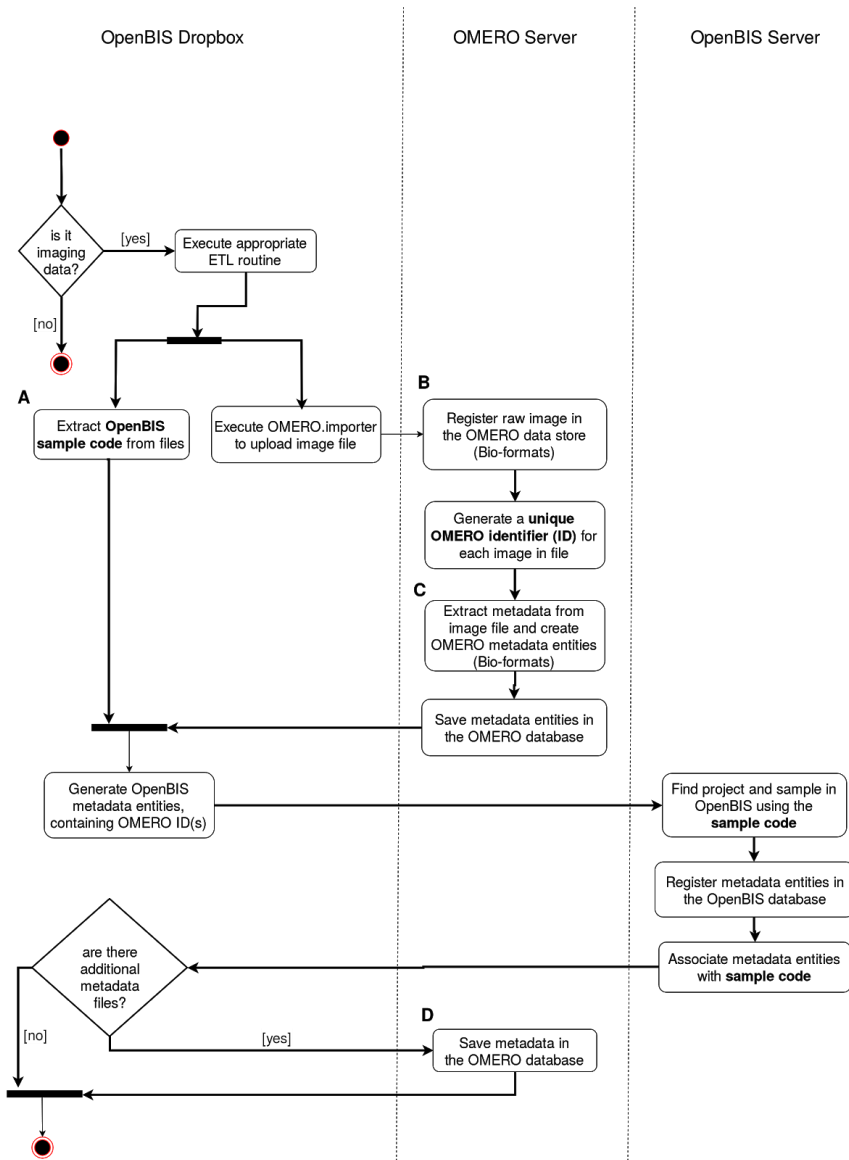 OpenBIS Dropbox
OMERO Server
OpenBIS Server
is it
imaging
data?
[yes]
Execute appropriate
ETL routine
[no]
A
Extract OpenBIS
sample code from files
Execute OMERO.importer
to upload image file
B
Register raw image in
the OMERO data store
(Bio-formats)
Generate a unique
OMERO identifier (ID) for
each image in file
C
Extract metadata from
image file and create
OMERO metadata entities
(Bio-formats)
Save metadata entities in
the OMERO database
Generate OpenBIS
metadata entities,
containing OMERO ID(s)
Find project and sample in
OpenBIS using the
sample code
Register metadata entities in
the OpenBIS database
Associate metadata entities
with sample code
are there
additional
metadata
files?
[no]
[yes]
D
Save metadata in
the OMERO database